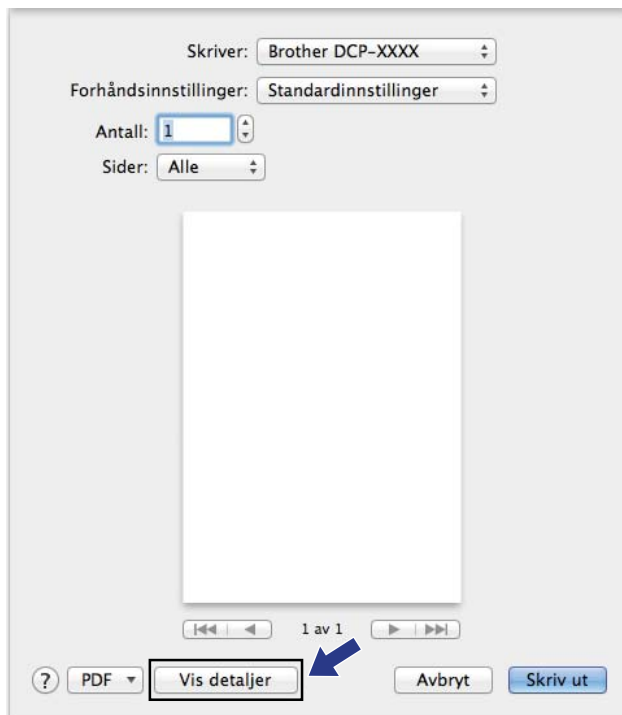 Skriver: Brother DCP-XXXX
Forhåndsinnstillinger: Standardinnstillinger
Antall: 1
Sider: Alle
1 av 1
? PDF Vis detaljer Avbryt Skriv ut